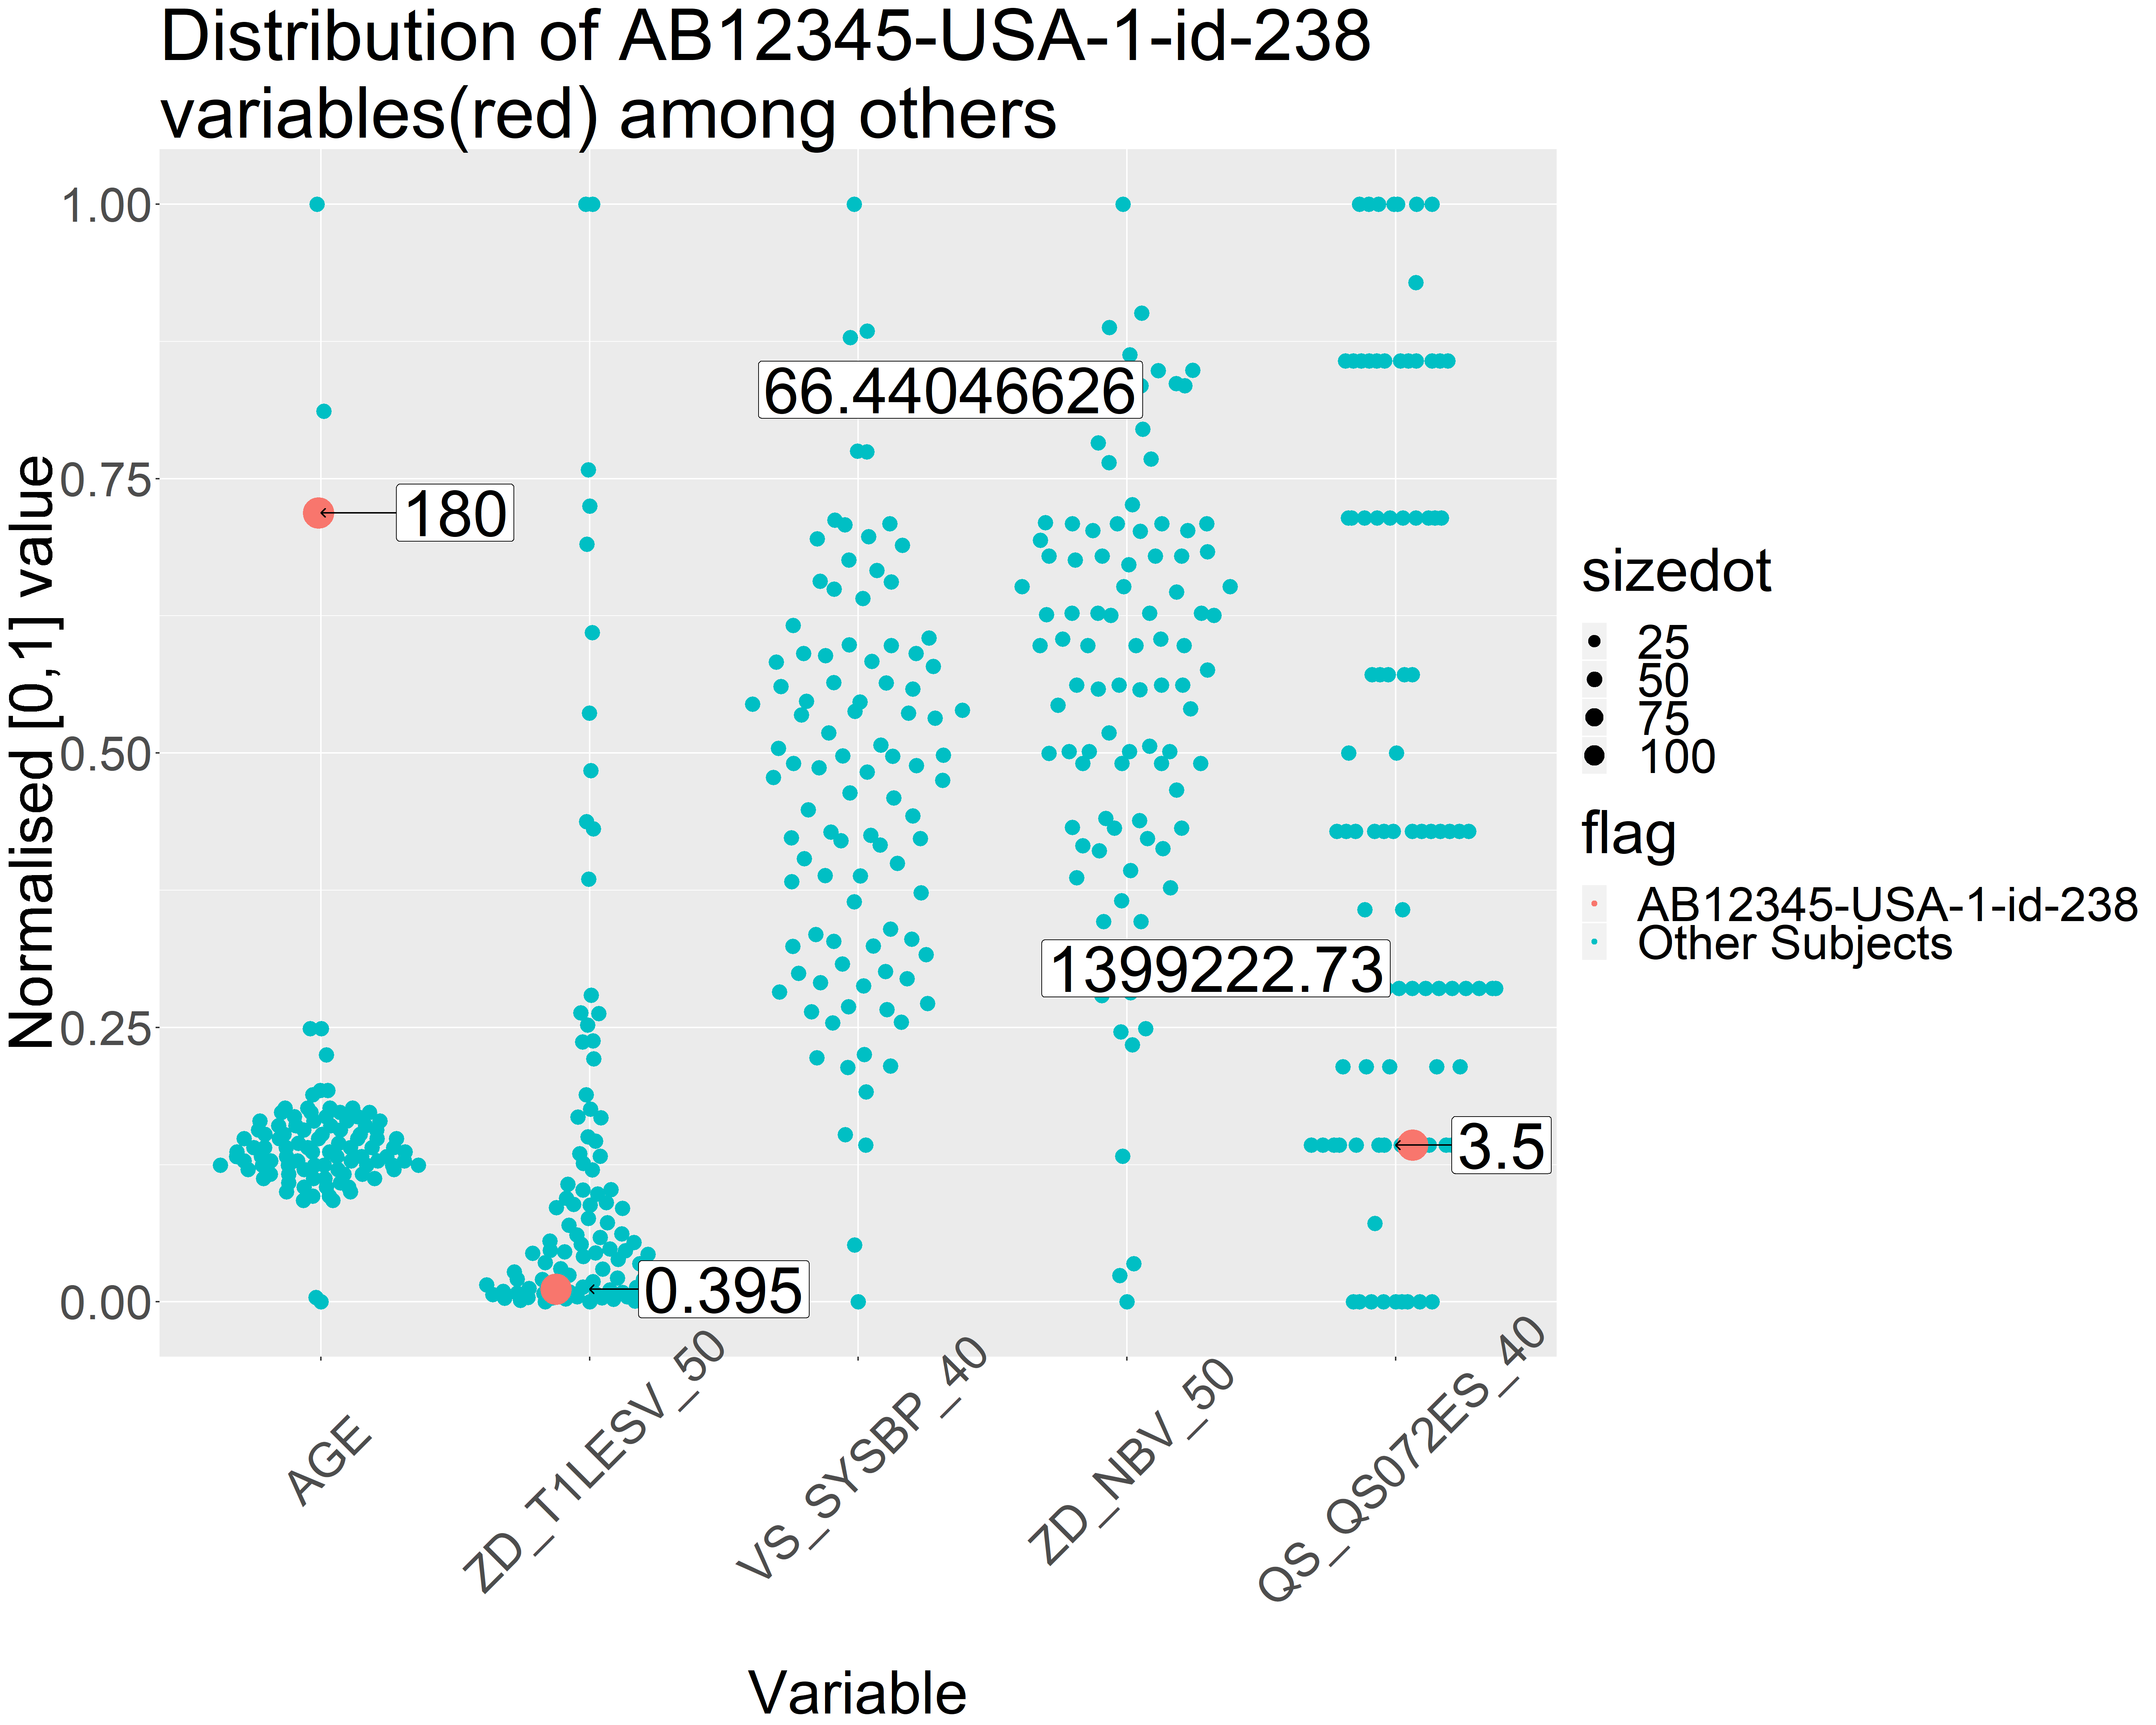 Distribution of AB12345-USA-1-id-238
variables(red) among others
Normalised [0,1] value
1.00
0.75
0.50
0.25
0.00
180
0.395
66.44046626
1399222.73
3.5
AGE
ZD_T1LESV_50
VS_SYSBP_40
ZD_NBV_50
QS_QS072ES_40
Variable
sizedot
25
50
75
100
flag
AB12345-USA-1-id-238
Other Subjects